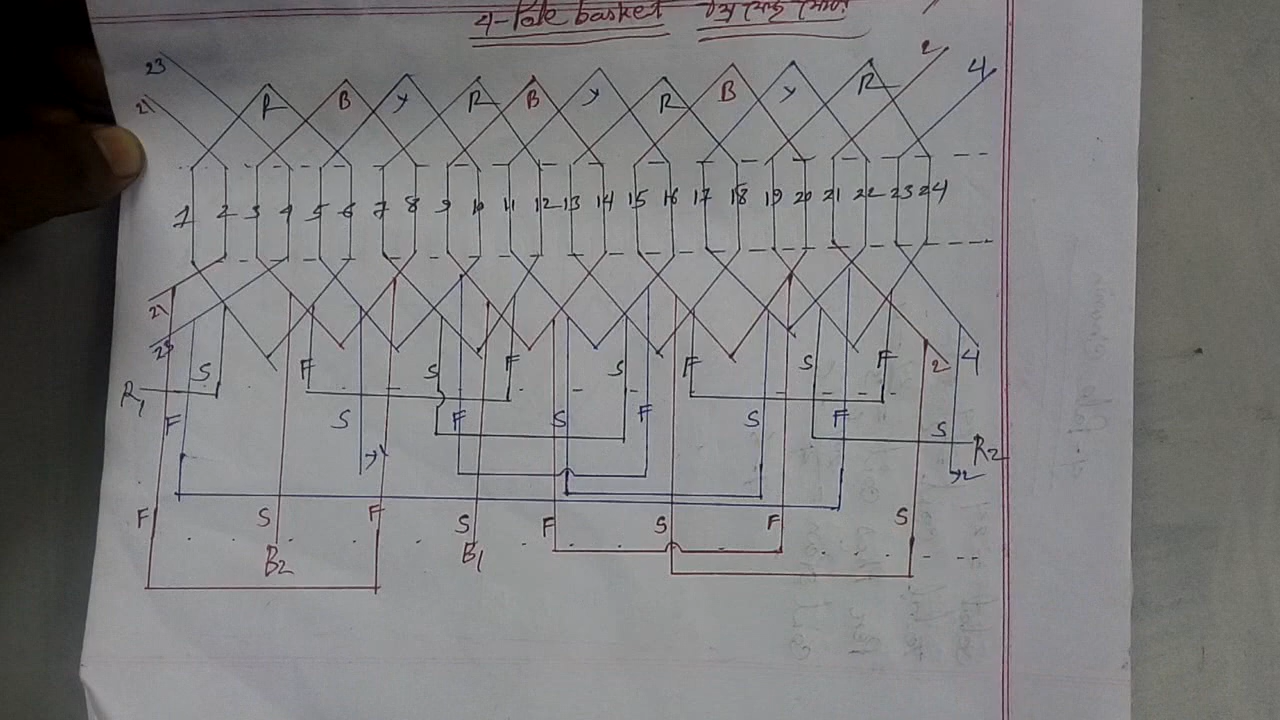 4-Pole basket
23 2 4
21 R B Y R B Y R B Y R
1 2 3 4 5 6 7 8 9 10 11 12 13 14 15 16 17 18 19 20 21 22 23 24
21
23 2 4
S F S F S F S F
R1
F S F S F S F S R2
Y1 Y2
F S F S F S F S
B2 B1